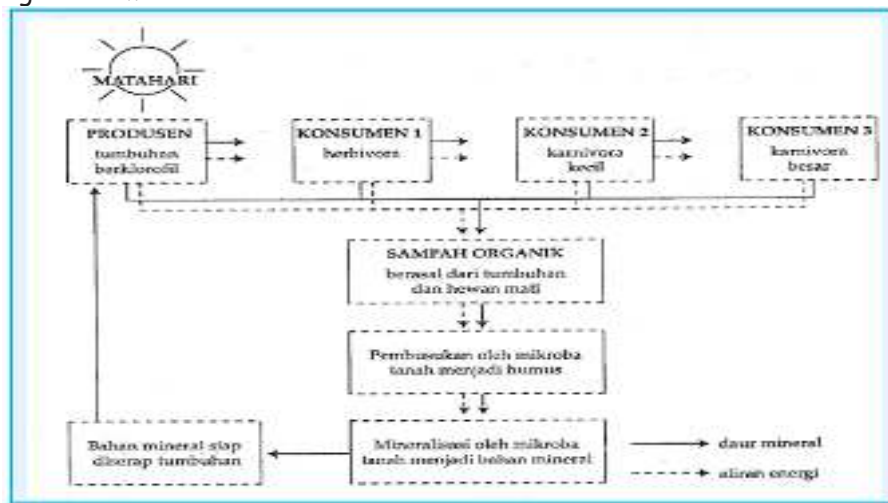 MATAHARI
PRODUSEN
tumbuhan
berklorofil
KONSUMEN 1
herbivora
KONSUMEN 2
karnivora
kecil
KONSUMEN 3
karnivora
besar
SAMPAH ORGANIK
berasal dari tumbuhan
dan hewan mati
Pembusukan oleh mikroba
tanah menjadi humus
Mineralisasi oleh mikroba
tanah menjadi bahan mineral
Bahan mineral siap
diserap tumbuhan
daur mineral
aliran energi